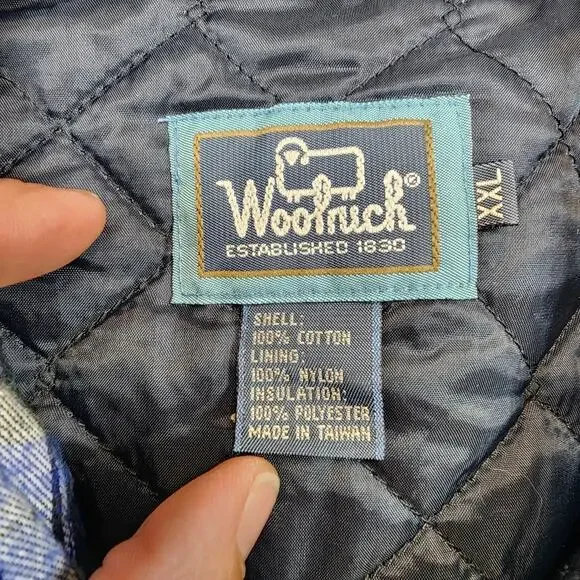 Woolrich®
ESTABLISHED 1830
XXL
SHELL:
100% COTTON
LINING:
100% NYLON
INSULATION:
100% POLYESTER
MADE IN TAIWAN